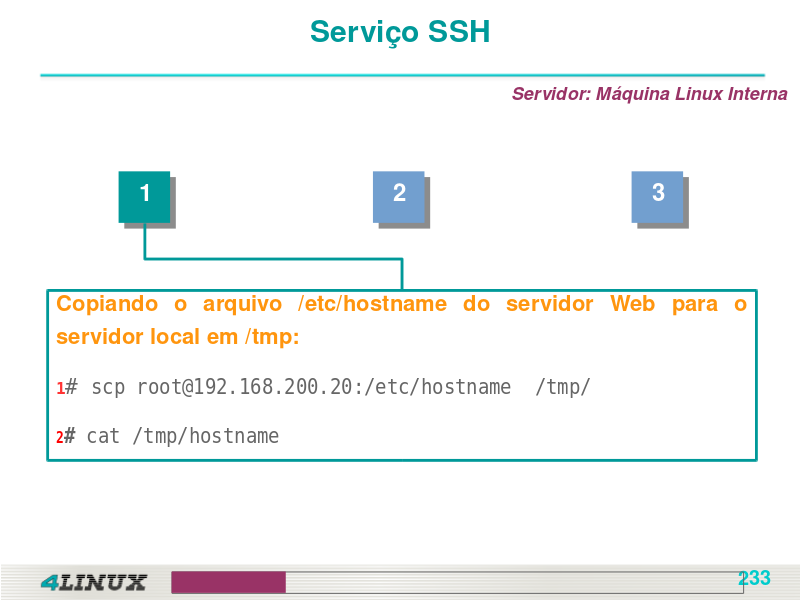 Serviço SSH
Servidor: Máquina Linux Interna
1
2
3
Copiando o arquivo /etc/hostname do servidor Web para o
servidor local em /tmp:
1# scp root@192.168.200.20:/etc/hostname /tmp/
2# cat /tmp/hostname
4LINUX
233